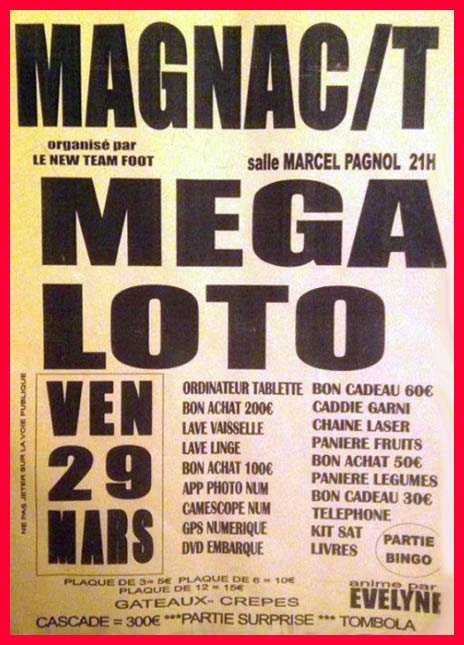 MAGNAC/T
organisé par
LE NEW TEAM FOOT
salle MARCEL PAGNOL 21H
MEGA
LOTO
NE PAS JETER SUR LA VOIE PUBLIQUE
VEN
29
MARS
ORDINATEUR TABLETTE
BON ACHAT 200€
LAVE VAISSELLE
LAVE LINGE
BON ACHAT 100€
APP PHOTO NUM
CAMESCOPE NUM
GPS NUMERIQUE
DVD EMBARQUE
BON CADEAU 60€
CADDIE GARNI
CHAINE LASER
PANIERE FRUITS
BON ACHAT 50€
PANIERE LEGUMES
BON CADEAU 30€
TELEPHONE
KIT SAT
LIVRES
PARTIE
BINGO
PLAQUE DE 3= 5€ PLAQUE DE 6 = 10€
PLAQUE DE 12 = 15€
GATEAUX- CREPES
anime par
EVELYNE
CASCADE = 300€ ***PARTIE SURPRISE *** TOMBOLA